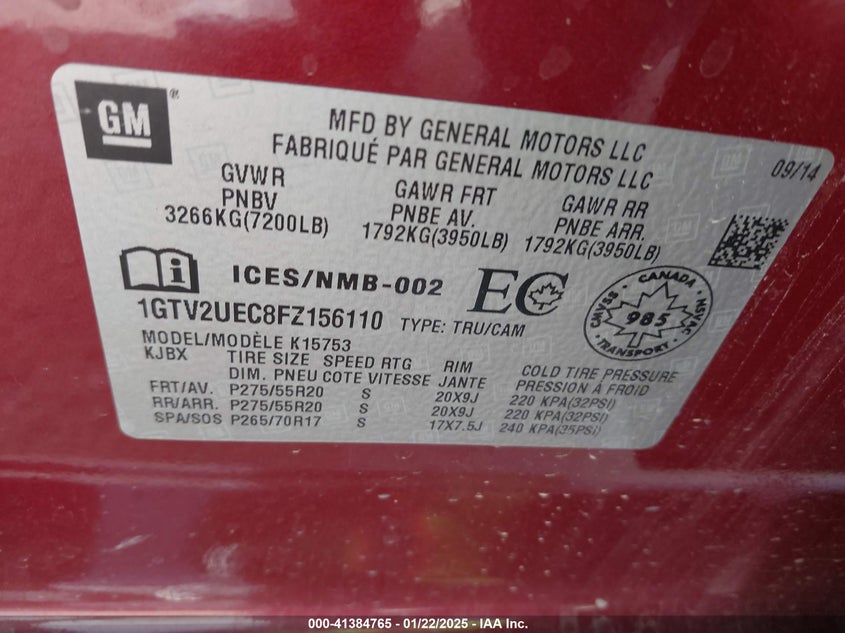 GM
®
MFD BY GENERAL MOTORS LLC
FABRIQUÉ PAR GENERAL MOTORS LLC
09/14
GVWR
PNBV
3266KG(7200LB)
GAWR FRT
PNBE AV.
1792KG(3950LB)
GAWR RR
PNBE ARR.
1792KG(3950LB)
ICES/NMB-002
EC
CANADA
CMVSS
985
NSVAC
TRANSPORT
1GTV2UEC8FZ156110 TYPE: TRU/CAM
MODEL/MODÈLE K15753
KJBX TIRE SIZE SPEED RTG RIM COLD TIRE PRESSURE
DIM. PNEU COTE VITESSE JANTE PRESSION À FROID
FRT/AV. P275/55R20 S 20X9J 220 KPA(32PSI)
RR/ARR. P275/55R20 S 20X9J 220 KPA(32PSI)
SPA/SOS P265/70R17 S 17X7.5J 240 KPA(35PSI)
000-41384765 - 01/22/2025 - IAA Inc.